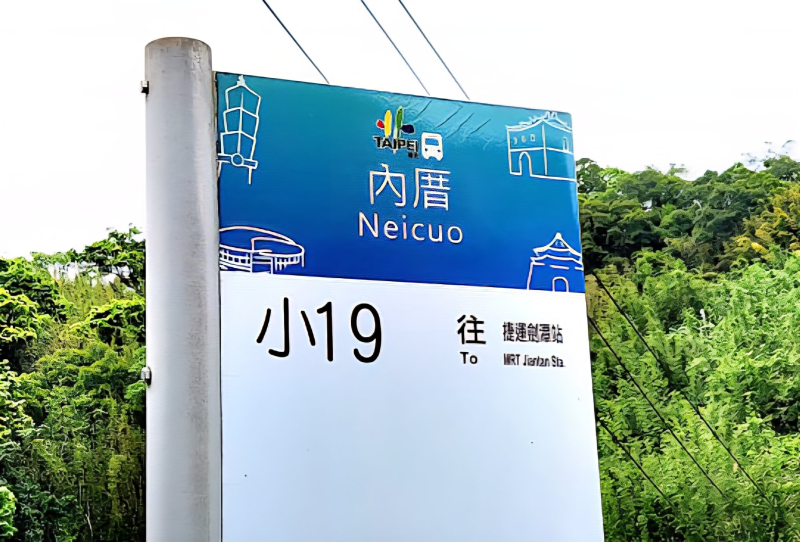 TAIPEI
內厝
Neicuo
小19
往 捷運劍潭站
To MRT Jiantan Sta.